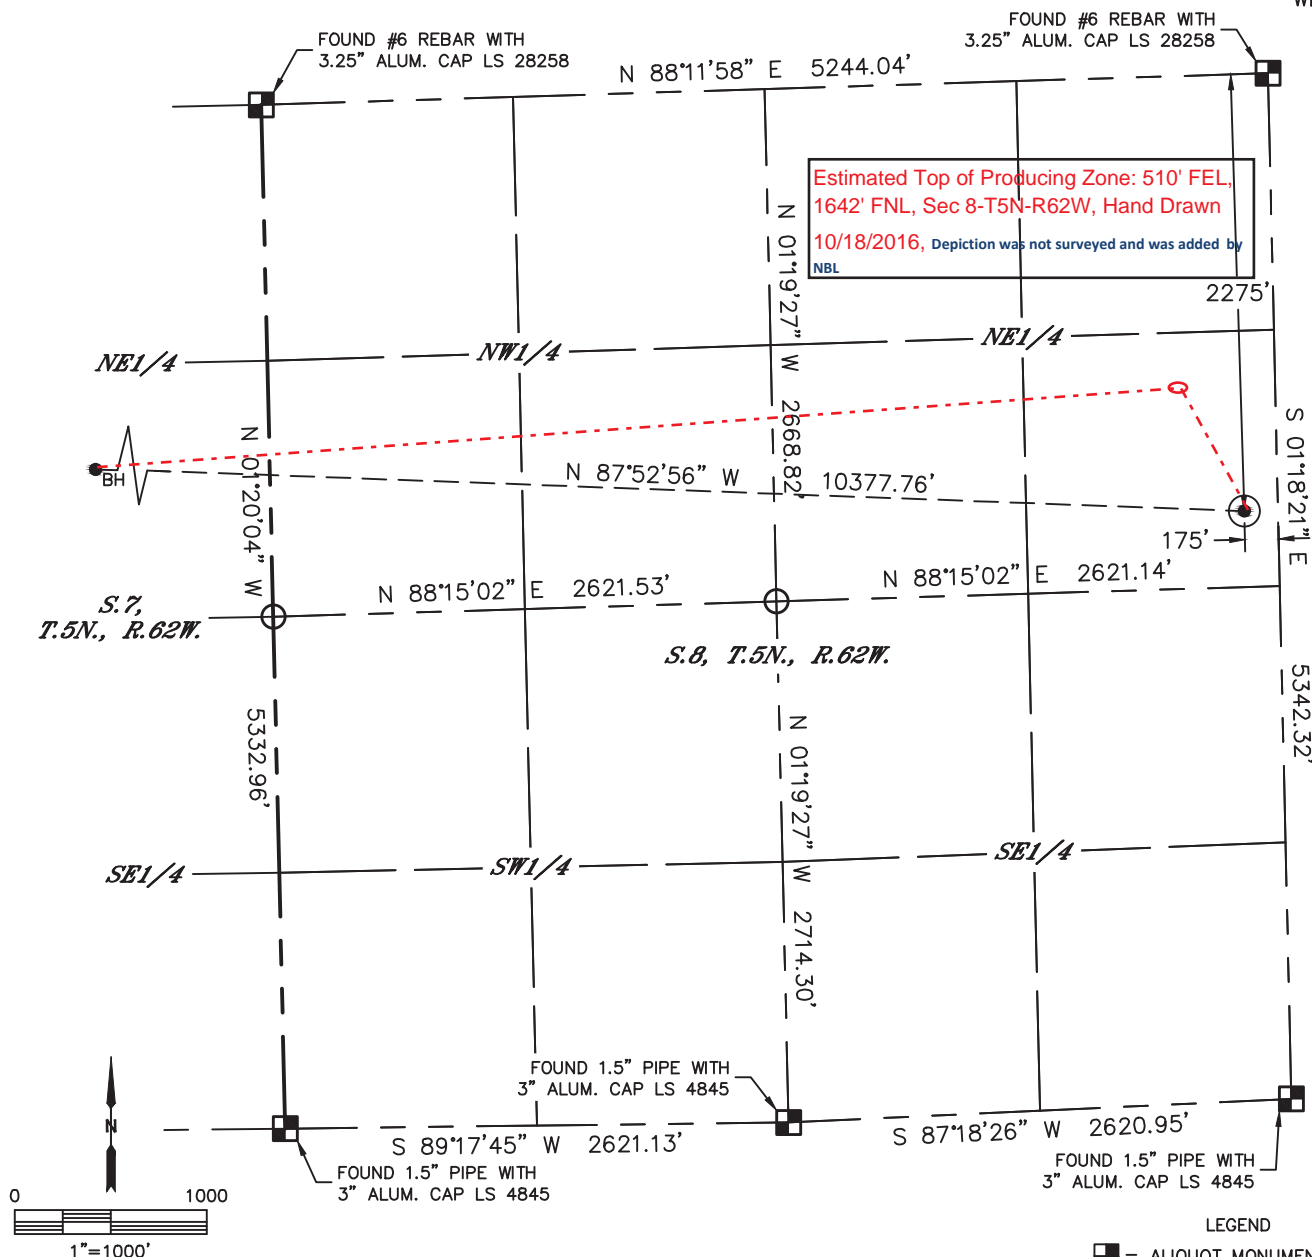 FOUND #6 REBAR WITH
3.25" ALUM. CAP LS 28258
FOUND #6 REBAR WITH
3.25" ALUM. CAP LS 28258
N 88°11'58" E 5244.04'
Estimated Top of Producing Zone: 510' FEL,
1642' FNL, Sec 8-T5N-R62W, Hand Drawn
10/18/2016, Depiction was not surveyed and was added by
NBL
N 01°19'27" W 2668.82'
2275'
NE1/4
NW1/4
NE1/4
N 01°20'04" W
5332.96'
BH
N 87°52'56" W 10377.76'
175'
S 01°18'21" E
5342.32'
N 88°15'02" E 2621.53'
N 88°15'02" E 2621.14'
S.7,
T.5N., R.62W.
S.8, T.5N., R.62W.
N 01°19'27" W 2714.30'
SE1/4
SW1/4
SE1/4
FOUND 1.5" PIPE WITH
3" ALUM. CAP LS 4845
N
S 89°17'45" W 2621.13'
S 87°18'26" W 2620.95'
FOUND 1.5" PIPE WITH
3" ALUM. CAP LS 4845
FOUND 1.5" PIPE WITH
3" ALUM. CAP LS 4845
0 1000
1"=1000'
LEGEND
= ALIQUOT MONUMEN